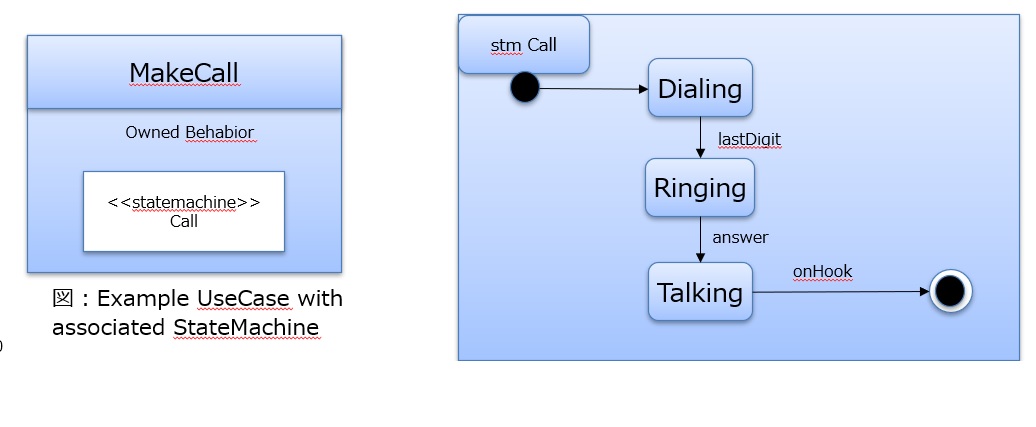 MakeCall
Owned Behabior
<<statemachine>>
Call
図：Example UseCase with
associated StateMachine
stm Call
Dialing
lastDigit
Ringing
answer
Talking
onHook